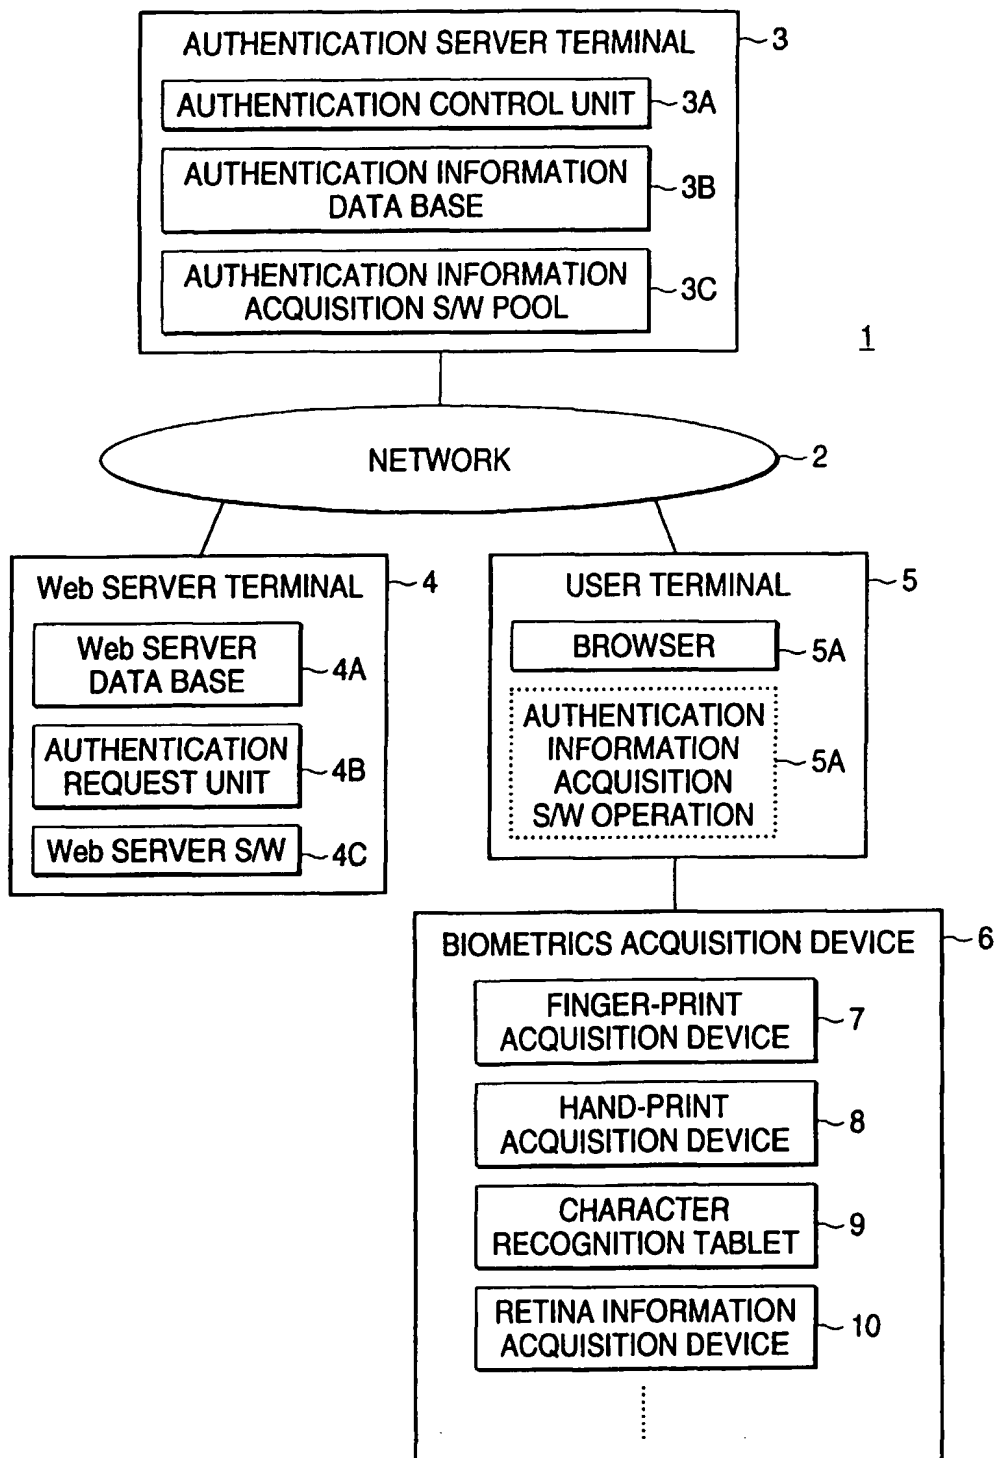 AUTHENTICATION SERVER TERMINAL
3
AUTHENTICATION CONTROL UNIT
3A
AUTHENTICATION INFORMATION
DATA BASE
3B
AUTHENTICATION INFORMATION
ACQUISITION S/W POOL
3C
1
NETWORK
2
Web SERVER TERMINAL
4
Web SERVER
DATA BASE
4A
AUTHENTICATION
REQUEST UNIT
4B
Web SERVER S/W
4C
USER TERMINAL
5
BROWSER
5A
AUTHENTICATION
INFORMATION
ACQUISITION
S/W OPERATION
5A
BIOMETRICS ACQUISITION DEVICE
6
FINGER-PRINT
ACQUISITION DEVICE
7
HAND-PRINT
ACQUISITION DEVICE
8
CHARACTER
RECOGNITION TABLET
9
RETINA INFORMATION
ACQUISITION DEVICE
10